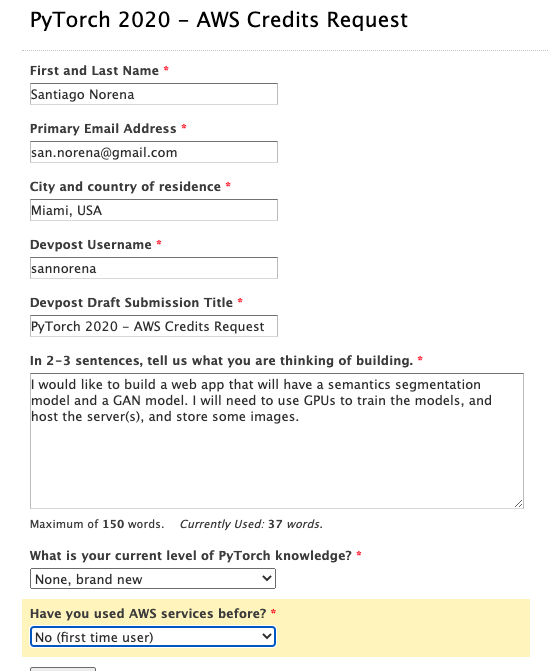 PyTorch 2020 – AWS Credits Request
First and Last Name *
Santiago Norena
Primary Email Address *
san.norena@gmail.com
City and country of residence *
Miami, USA
Devpost Username *
sannorena
Devpost Draft Submission Title *
PyTorch 2020 – AWS Credits Request
In 2–3 sentences, tell us what you are thinking of building. *
I would like to build a web app that will have a semantics segmentation
model and a GAN model. I will need to use GPUs to train the models, and
host the server(s), and store some images.
Maximum of 150 words. Currently Used: 37 words.
What is your current level of PyTorch knowledge? *
None, brand new
Have you used AWS services before? *
No (first time user)